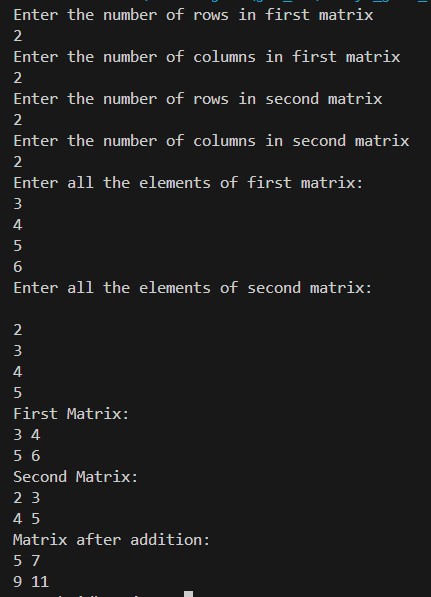 Enter the number of rows in first matrix
2
Enter the number of columns in first matrix
2
Enter the number of rows in second matrix
2
Enter the number of columns in second matrix
2
Enter all the elements of first matrix:
3
4
5
6
Enter all the elements of second matrix:
2
3
4
5
First Matrix:
3 4
5 6
Second Matrix:
2 3
4 5
Matrix after addition:
5 7
9 11